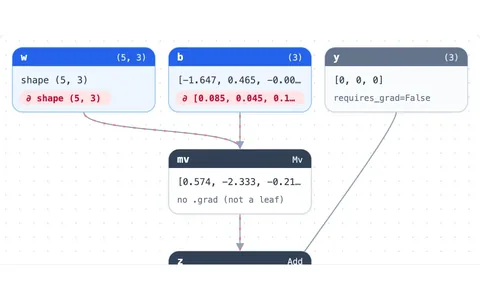 w (5, 3)
shape (5, 3)
∂ shape (5, 3)
b (3)
[-1.647, 0.465, -0.00…
∂ [0.085, 0.045, 0.1…
y (3)
[0, 0, 0]
requires_grad=False
mv Mv
[0.574, -2.333, -0.21…
no .grad (not a leaf)
z Add